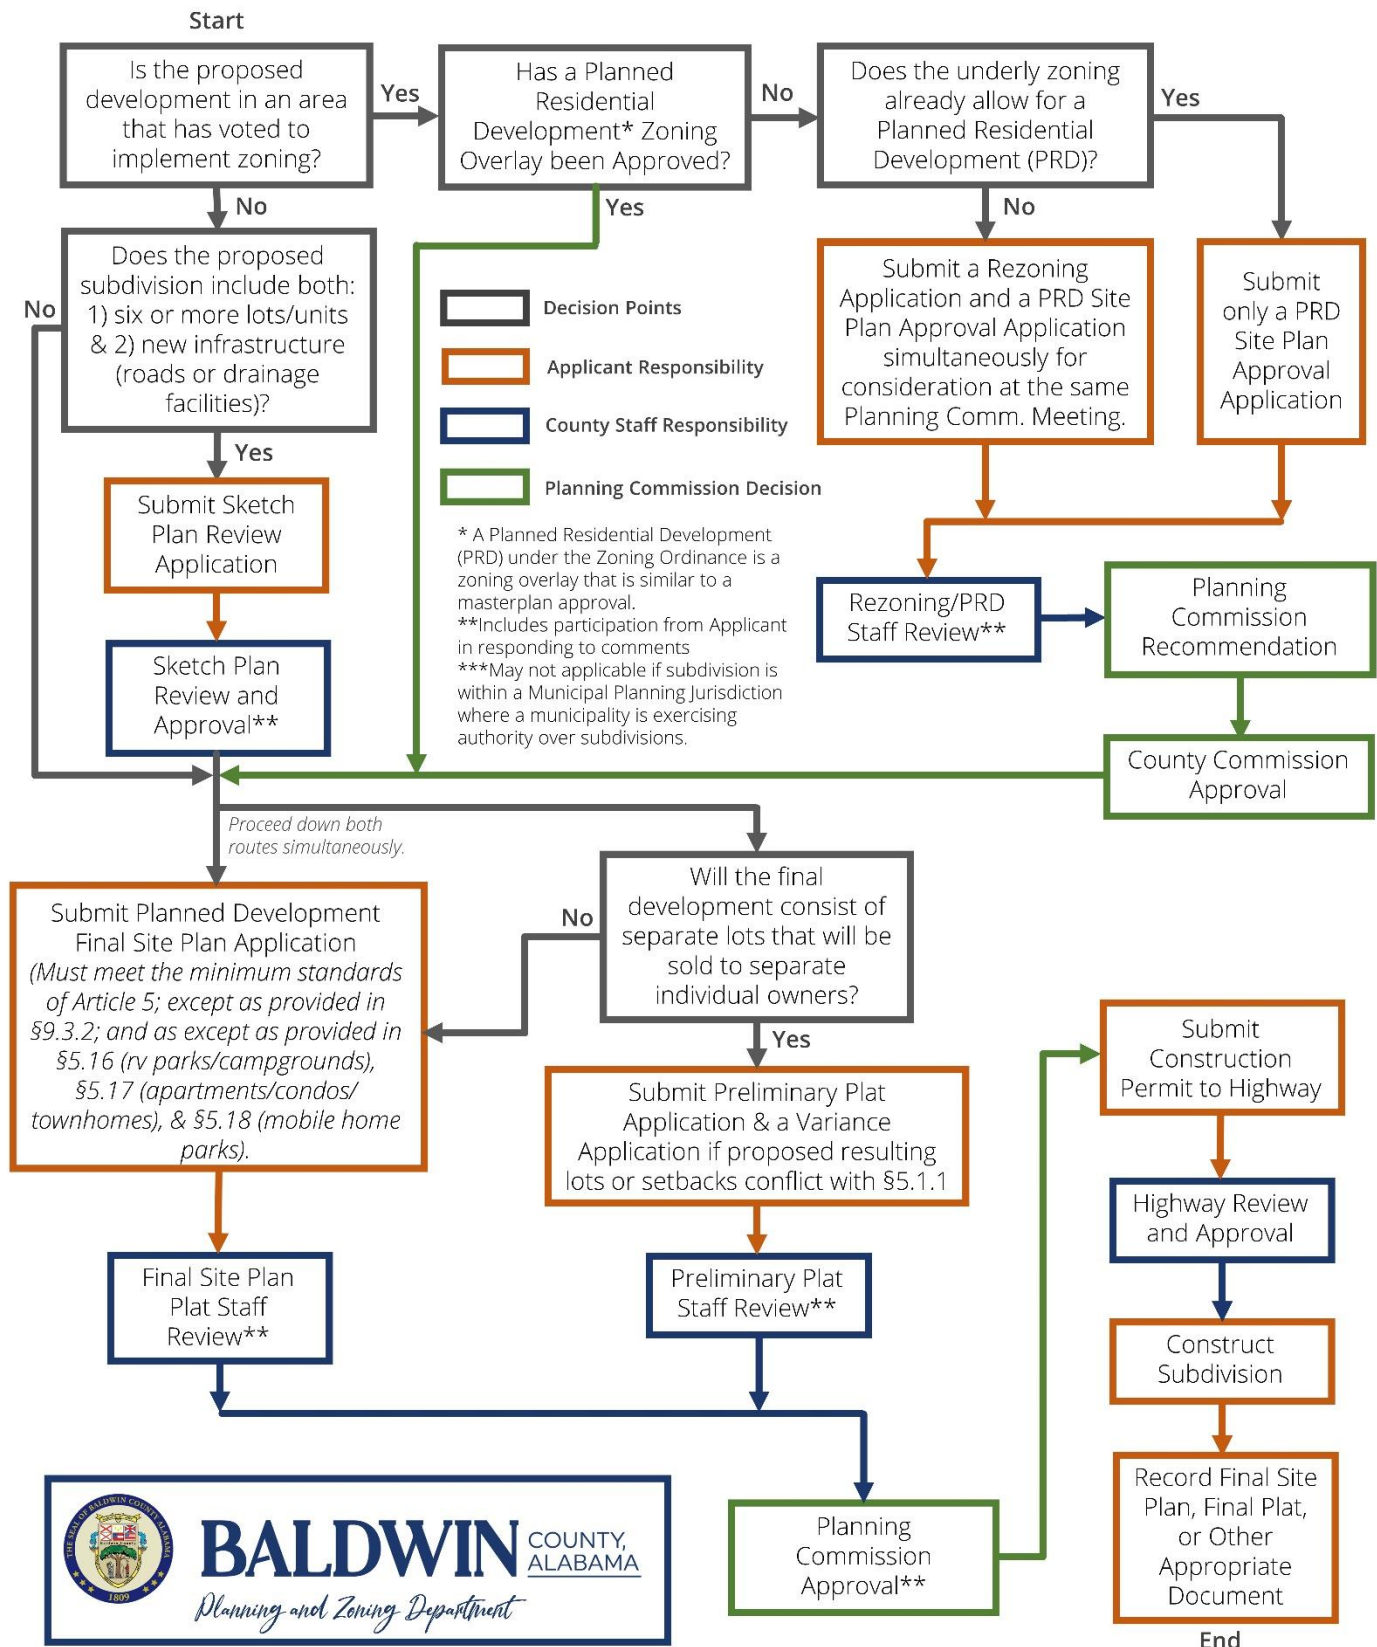 Start
Is the proposed
development in an area
that has voted to
implement zoning?
Yes
Has a Planned
Residential
Development* Zoning
Overlay been Approved?
No
Does the underly zoning
already allow for a
Planned Residential
Development (PRD)?
Yes
No
Yes
No
Does the proposed
subdivision include both:
1) six or more lots/units
& 2) new infrastructure
(roads or drainage
facilities)?
No
Yes
Submit a Rezoning
Application and a PRD Site
Plan Approval Application
simultaneously for
consideration at the same
Planning Comm. Meeting.
Submit
only a PRD
Site Plan
Approval
Application
Decision Points
Applicant Responsibility
County Staff Responsibility
Planning Commission Decision
* A Planned Residential Development
(PRD) under the Zoning Ordinance is a
zoning overlay that is similar to a
masterplan approval.
**Includes participation from Applicant
in responding to comments
***May not applicable if subdivision is
within a Municipal Planning Jurisdiction
where a municipality is exercising
authority over subdivisions.
Submit Sketch
Plan Review
Application
Sketch Plan
Review and
Approval**
Rezoning/PRD
Staff Review**
Planning
Commission
Recommendation
County Commission
Approval
Proceed down both
routes simultaneously.
Submit Planned Development
Final Site Plan Application
(Must meet the minimum standards
of Article 5; except as provided in
§9.3.2; and as except as provided in
§5.16 (rv parks/campgrounds),
§5.17 (apartments/condos/
townhomes), & §5.18 (mobile home
parks).
No
Will the final
development consist of
separate lots that will be
sold to separate
individual owners?
Yes
Submit Preliminary Plat
Application & a Variance
Application if proposed resulting
lots or setbacks conflict with §5.1.1
Final Site Plan
Plat Staff
Review**
Preliminary Plat
Staff Review**
Planning
Commission
Approval**
Submit
Construction
Permit to Highway
Highway Review
and Approval
Construct
Subdivision
Record Final Site
Plan, Final Plat,
or Other
Appropriate
Document
End
THE SEAL OF BALDWIN COUNTY ALABAMA
1809
BALDWIN
COUNTY,
ALABAMA
Planning and Zoning Department